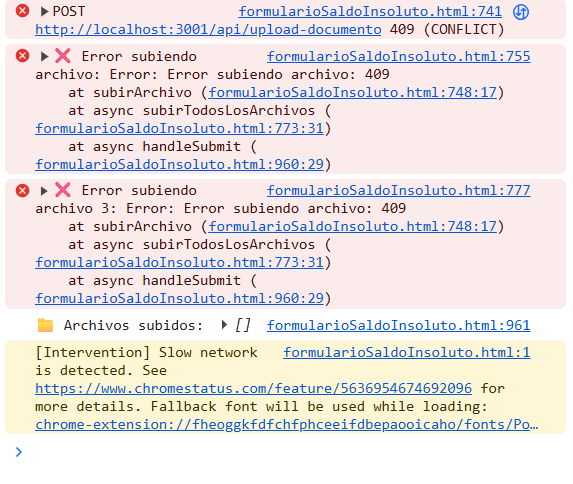 ▶POST formularioSaldoInsoluto.html:741
http://localhost:3001/api/upload-documento 409 (CONFLICT)
▶❌ Error subiendo formularioSaldoInsoluto.html:755
archivo: Error: Error subiendo archivo: 409
at subirArchivo (formularioSaldoInsoluto.html:748:17)
at async subirTodosLosArchivos (
formularioSaldoInsoluto.html:773:31)
at async handleSubmit (
formularioSaldoInsoluto.html:960:29)
▶❌ Error subiendo formularioSaldoInsoluto.html:777
archivo 3: Error: Error subiendo archivo: 409
at subirArchivo (formularioSaldoInsoluto.html:748:17)
at async subirTodosLosArchivos (
formularioSaldoInsoluto.html:773:31)
at async handleSubmit (
formularioSaldoInsoluto.html:960:29)
📁 Archivos subidos: ▶ [] formularioSaldoInsoluto.html:961
[Intervention] Slow network formularioSaldoInsoluto.html:1
is detected. See
https://www.chromestatus.com/feature/5636954674692096 for
more details. Fallback font will be used while loading:
chrome-extension://fheoggkfdfchfphceeifdbepaooicaho/fonts/Po…